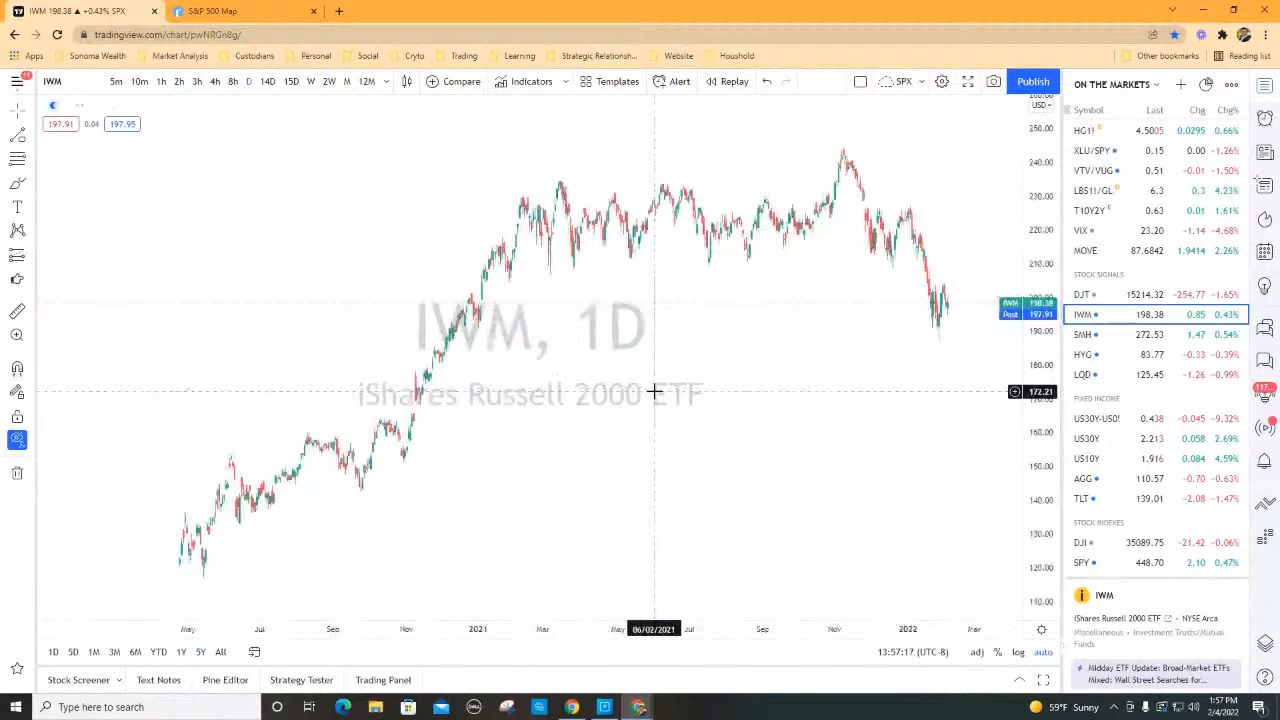 IWM 198.38 ▲ +0.43% SPX
S&P 500 Map
tradingview.com/chart/pwNRGn8g/
Apps Workshops Market Analysis Custodians Personal Social Cryto Trading Learning Strategic Relationship... Website Houshold Other bookmarks Reading list
11
IWM 5m 10m 1h 2h 3h 4h 8h D 14D 15D W 2W M 12M Compare Indicators Templates Alert Replay SPX Publish
197.91 0.04 197.95
USD
250.00
240.00
230.00
220.00
210.00
190.00
180.00
160.00
150.00
140.00
130.00
120.00
110.00
IWM 198.38
Post 197.91
172.21
IWM, 1D
iShares Russell 2000 ETF
May Jul Sep Nov 2021 Mar May 06/02/2021 Jul Sep Nov 2022 Mar
1D 5D 1M 3M 6M YTD 1Y 5Y All 13:57:17 (UTC-8) adj % log auto
Stock Screener Text Notes Pine Editor Strategy Tester Trading Panel
ON THE MARKETS
Symbol Last Chg Chg%
HG1! D 4.5005 0.0295 0.66%
XLU/SPY 0.15 0.00 −1.26%
VTV/VUG 0.51 −0.01 −1.50%
LBS1!/GL D 6.3 0.3 4.23%
T10Y2Y E 0.63 0.01 1.61%
VIX 23.20 −1.14 −4.68%
MOVE 87.6842 1.9414 2.26%
STOCK SIGNALS
DJT 15214.32 −254.77 −1.65%
IWM 198.38 0.85 0.43%
SMH 272.53 1.47 0.54%
HYG 83.77 −0.33 −0.39%
LQD 125.45 −1.26 −0.99%
FIXED INCOME
US30Y-US0! 0.438 −0.045 −9.32%
US30Y 2.213 0.058 2.69%
US10Y 1.916 0.084 4.59%
AGG 110.57 −0.70 −0.63%
TLT 139.01 −2.08 −1.47%
STOCK INDEXES
DJI 35089.75 −21.42 −0.06%
SPY 448.70 2.10 0.47%
IWM
iShares Russell 2000 ETF • NYSE Arca
Miscellaneous • Investment Trusts/Mutual
Funds
Midday ETF Update: Broad-Market ETFs
Mixed; Wall Street Searches for...
Type here to search
DELL
59°F Sunny
1:57 PM
2/4/2022